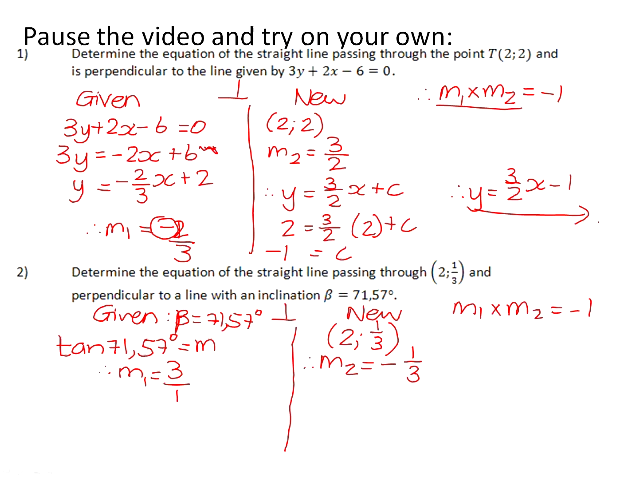 Pause the video and try on your own:
1) Determine the equation of the straight line passing through the point T(2; 2) and
is perpendicular to the line given by 3y + 2x − 6 = 0.
Given ⊥ New ∴ m₁×m₂ = −1
3y+2x−6 =0 (2;2)
3y = −2x +6 m₂ = 3/2
y = −2/3 x + 2 ∴ y = 3/2 x + c ∴ y = 3/2 x − 1
∴ m₁ = −2/3 2 = 3/2 (2)+c
−1 = c
2) Determine the equation of the straight line passing through (2; 1/3) and
perpendicular to a line with an inclination β = 71,57°.
Given : β = 71,57° ⊥ New m₁ × m₂ = −1
tan71,57° = m (2; 1/3)
∴ m₁ = 3/1 ∴ m₂ = −1/3